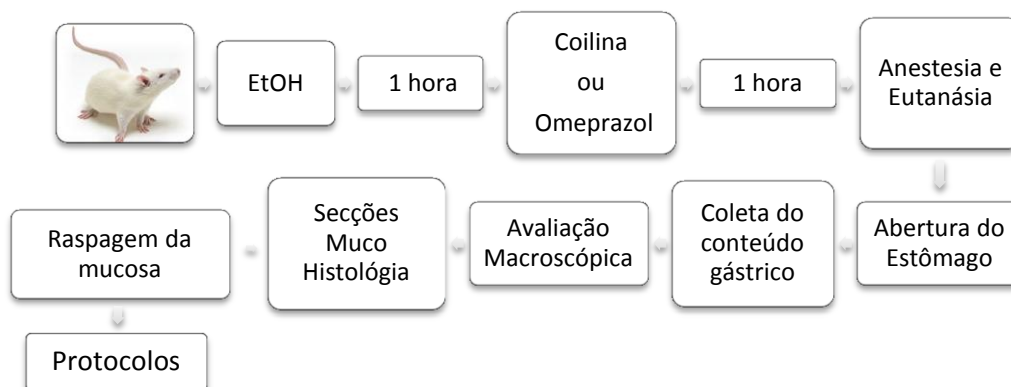 EtOH
1 hora
Coilina
ou
Omeprazol
1 hora
Anestesia e
Eutanásia
Abertura do
Estômago
Coleta do
conteúdo
gástrico
Avaliação
Macroscópica
Secções
Muco
Histológia
Raspagem da
mucosa
Protocolos